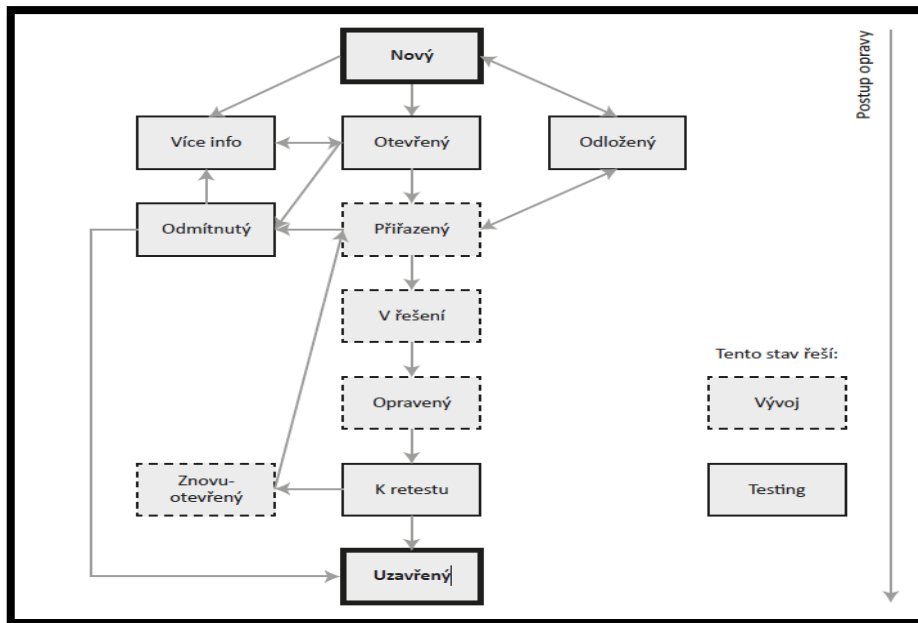 Nový
Postup opravy
Více info
Otevřený
Odložený
Odmítnutý
Přiřazený
V řešení
Tento stav řeší:
Opravený
Vývoj
Znovu-
otevřený
K retestu
Testing
Uzavřený